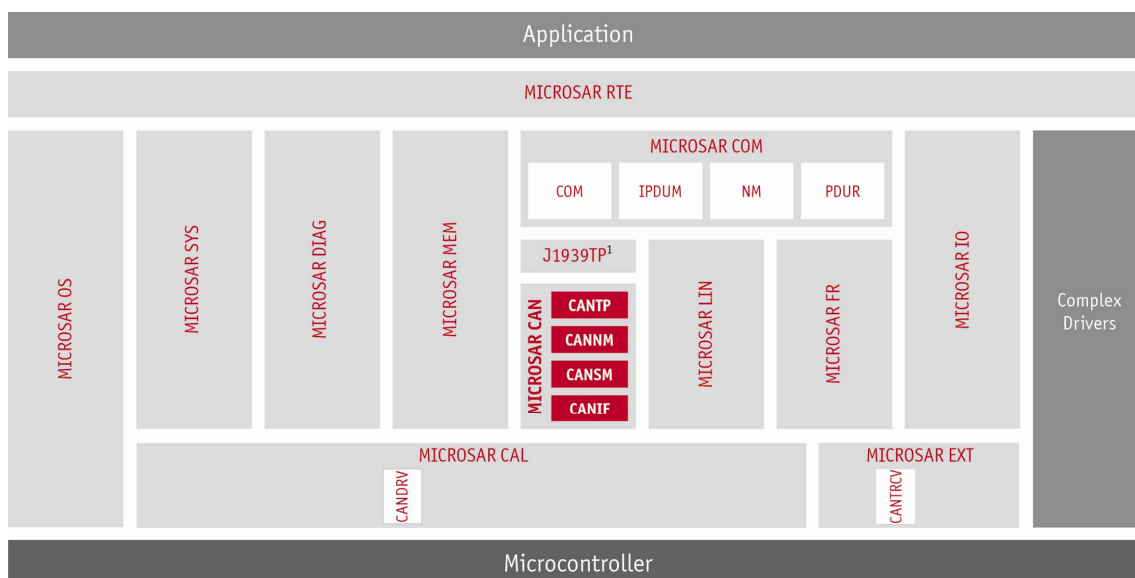 Application
MICROSAR RTE
MICROSAR OS
MICROSAR SYS
MICROSAR DIAG
MICROSAR MEM
MICROSAR COM
COM
IPDUM
NM
PDUR
J1939TP¹
MICROSAR CAN
CANTP
CANNM
CANSM
CANIF
MICROSAR LIN
MICROSAR FR
MICROSAR IO
Complex
Drivers
MICROSAR CAL
CANDRV
MICROSAR EXT
CANTRCV
Microcontroller